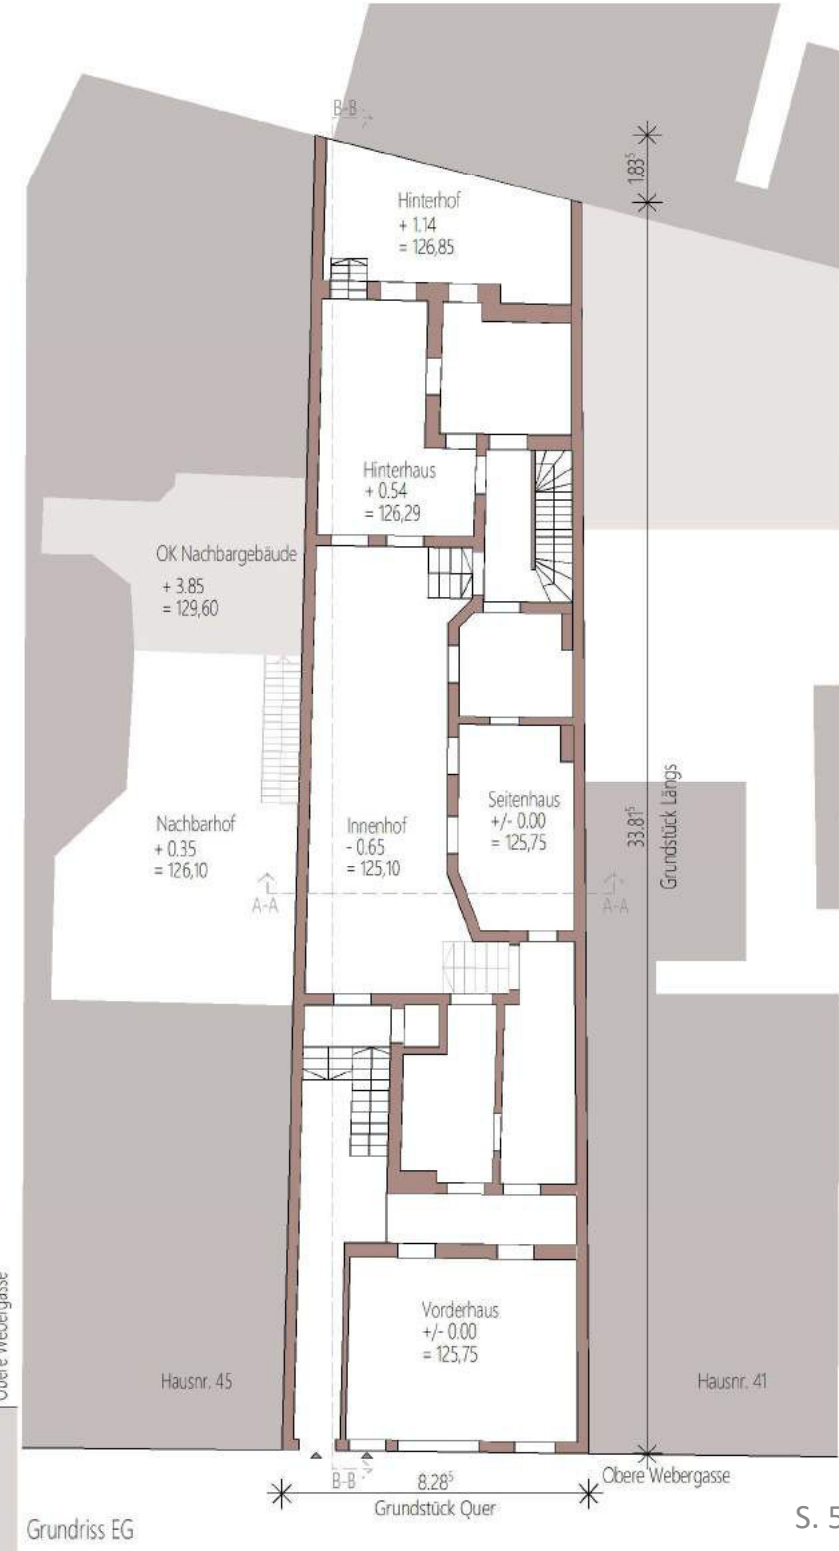 B-B
1.83⁵
Hinterhof
+ 1.14
= 126,85
Hinterhaus
+ 0.54
= 126,29
OK Nachbargebäude
+ 3.85
= 129,60
Nachbarhof
+ 0.35
= 126,10
Innenhof
- 0.65
= 125,10
Seitenhaus
+/- 0.00
= 125,75
33.81⁵
Grundstück Längs
A-A
A-A
Vorderhaus
+/- 0.00
= 125,75
Hausnr. 45
Hausnr. 41
Obere Webergasse
B-B
8.28⁵
Grundstück Quer
Obere Webergasse
Grundriss EG
S. 5